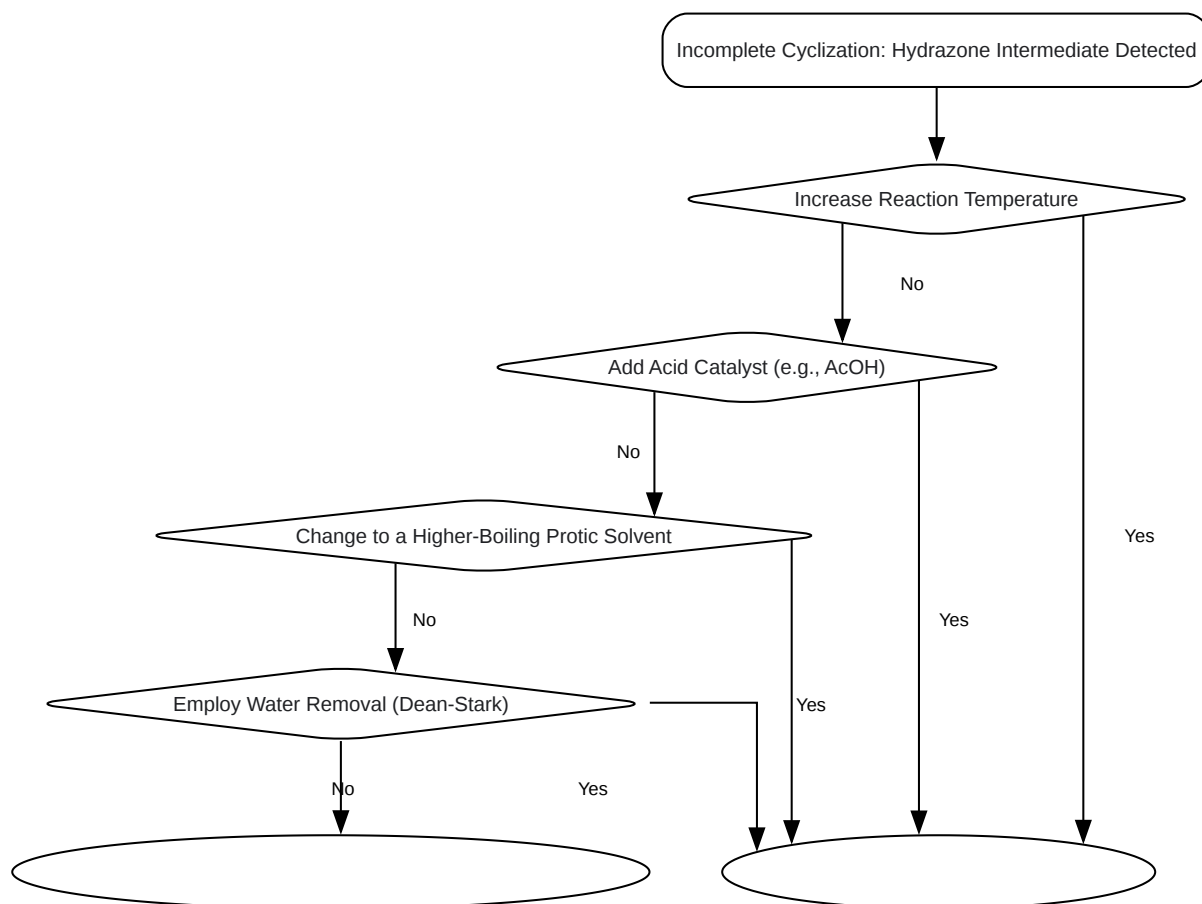 Incomplete Cyclization: Hydrazone Intermediate Detected
Increase Reaction Temperature
No
Add Acid Catalyst (e.g., AcOH)
No
Change to a Higher-Boiling Protic Solvent
Yes
No
Yes
Employ Water Removal (Dean-Stark)
Yes
No
Yes